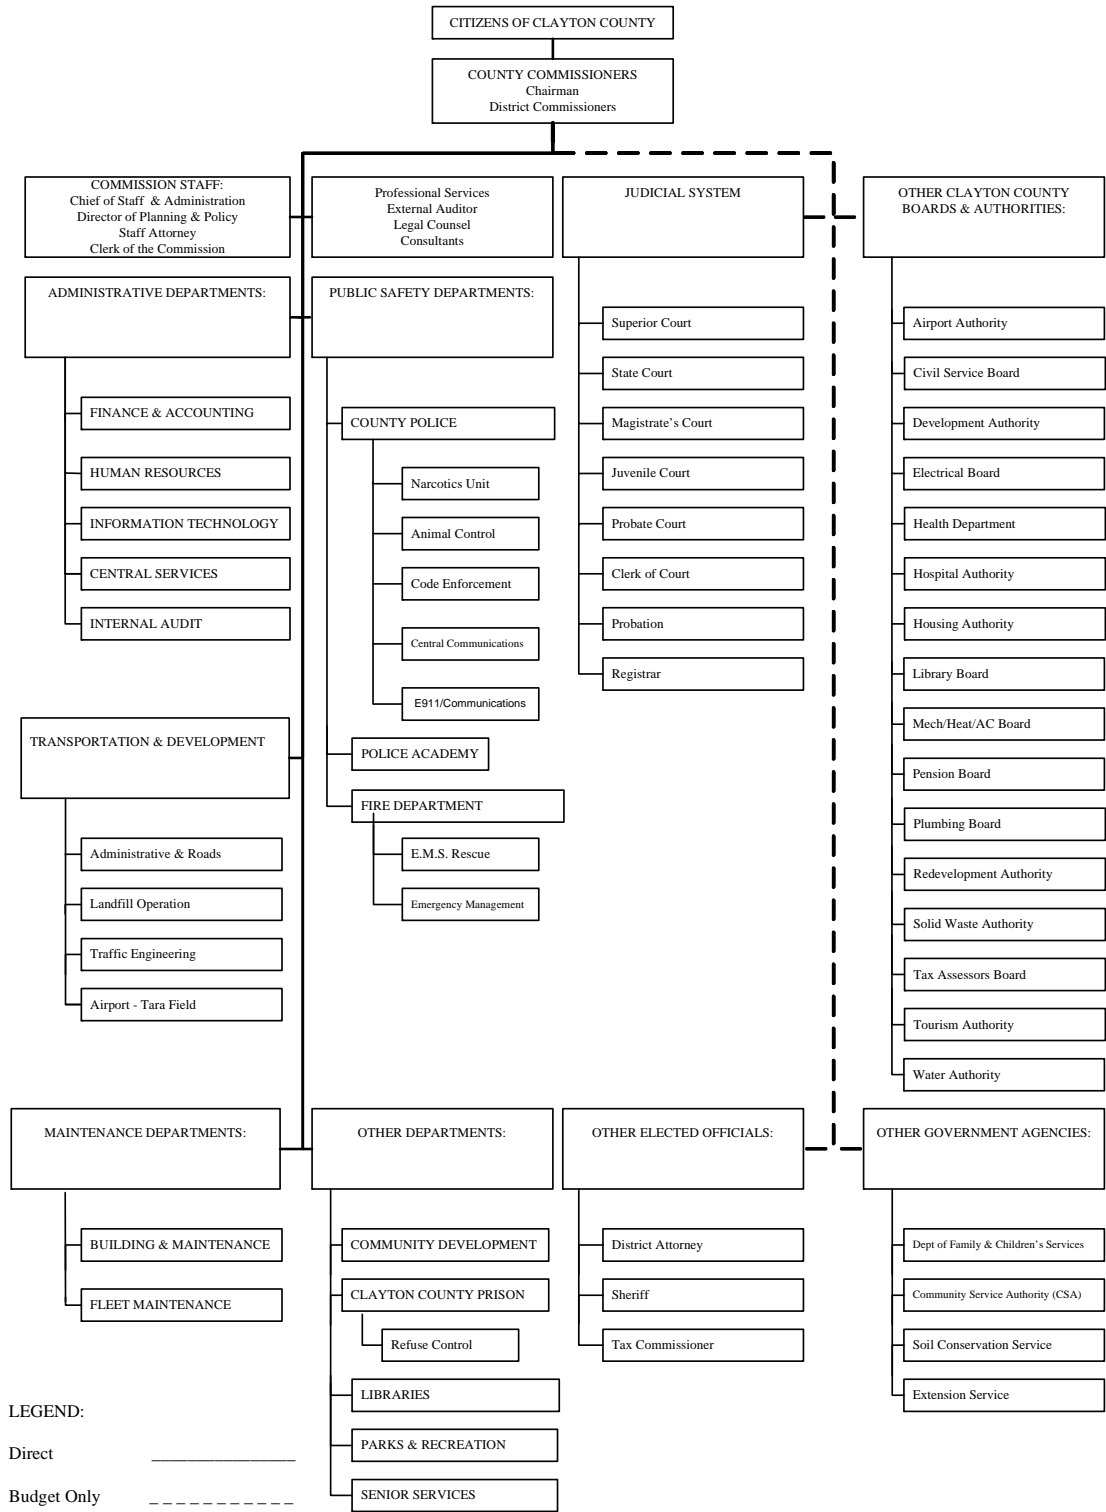 CITIZENS OF CLAYTON COUNTY
COUNTY COMMISSIONERS
Chairman
District Commissioners
COMMISSION STAFF:
Chief of Staff & Administration
Director of Planning & Policy
Staff Attorney
Clerk of the Commission
Professional Services
External Auditor
Legal Counsel
Consultants
JUDICIAL SYSTEM
OTHER CLAYTON COUNTY
BOARDS & AUTHORITIES:
ADMINISTRATIVE DEPARTMENTS:
FINANCE & ACCOUNTING
HUMAN RESOURCES
INFORMATION TECHNOLOGY
CENTRAL SERVICES
INTERNAL AUDIT
PUBLIC SAFETY DEPARTMENTS:
COUNTY POLICE
Narcotics Unit
Animal Control
Code Enforcement
Central Communications
E911/Communications
POLICE ACADEMY
FIRE DEPARTMENT
E.M.S. Rescue
Emergency Management
Superior Court
State Court
Magistrate's Court
Juvenile Court
Probate Court
Clerk of Court
Probation
Registrar
Airport Authority
Civil Service Board
Development Authority
Electrical Board
Health Department
Hospital Authority
Housing Authority
Library Board
Mech/Heat/AC Board
Pension Board
Plumbing Board
Redevelopment Authority
Solid Waste Authority
Tax Assessors Board
Tourism Authority
Water Authority
TRANSPORTATION & DEVELOPMENT
Administrative & Roads
Landfill Operation
Traffic Engineering
Airport - Tara Field
MAINTENANCE DEPARTMENTS:
BUILDING & MAINTENANCE
FLEET MAINTENANCE
OTHER DEPARTMENTS:
COMMUNITY DEVELOPMENT
CLAYTON COUNTY PRISON
Refuse Control
LIBRARIES
PARKS & RECREATION
SENIOR SERVICES
OTHER ELECTED OFFICIALS:
District Attorney
Sheriff
Tax Commissioner
OTHER GOVERNMENT AGENCIES:
Dept of Family & Children's Services
Community Service Authority (CSA)
Soil Conservation Service
Extension Service
LEGEND:
Direct
Budget Only